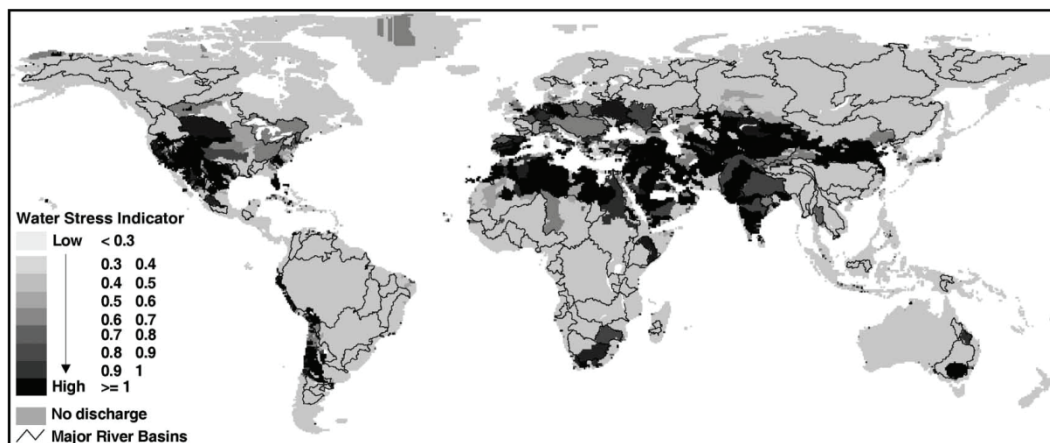 Water Stress Indicator
Low < 0.3
0.3 0.4
0.4 0.5
0.5 0.6
0.6 0.7
0.7 0.8
0.8 0.9
0.9 1
High >= 1
No discharge
Major River Basins